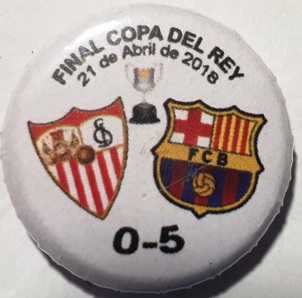 FINAL COPA DEL REY
21 de Abril de 2018
FCB
0-5